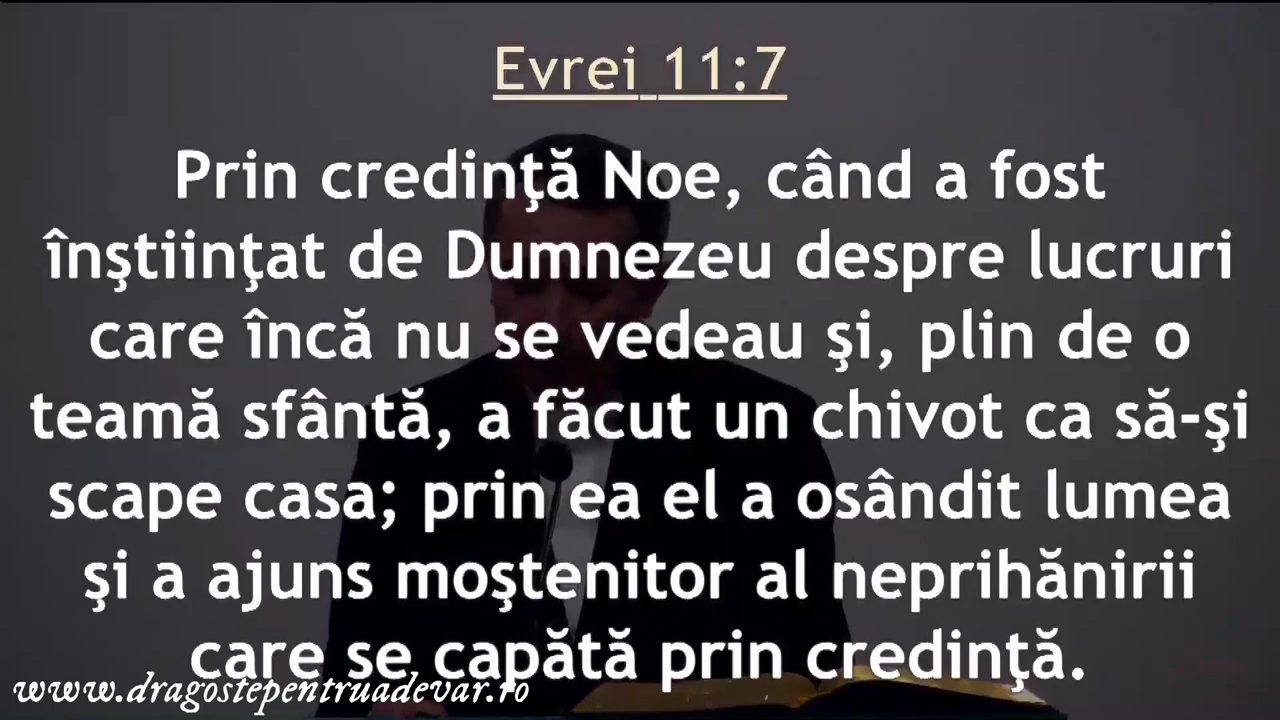 Evrei 11:7
Prin credinţă Noe, când a fost
înştiinţat de Dumnezeu despre lucruri
care încă nu se vedeau şi, plin de o
teamă sfântă, a făcut un chivot ca să-şi
scape casa; prin ea el a osândit lumea
şi a ajuns moştenitor al neprihănirii
care se capătă prin credinţă.
www.dragostepentruadevar.ro